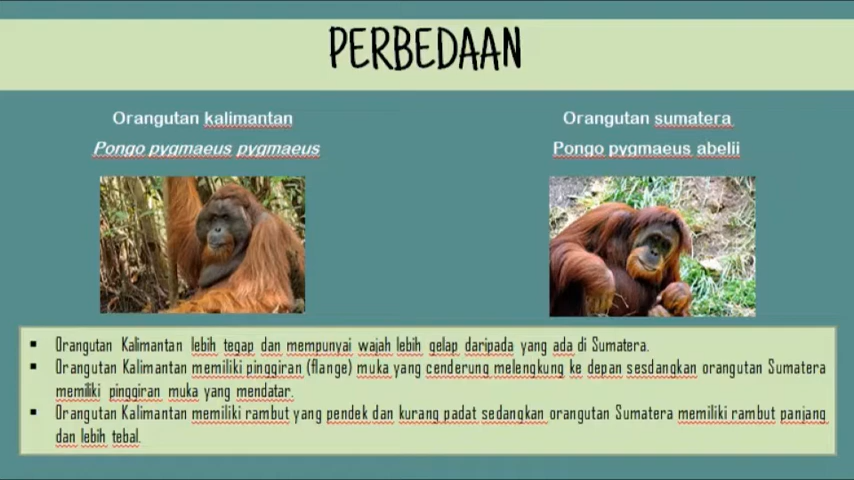 PERBEDAAN
Orangutan kalimantan
Pongo pygmaeus pygmaeus
Orangutan sumatera
Pongo pygmaeus abelii
▪ Orangutan Kalimantan lebih tegap dan mempunyai wajah lebih gelap daripada yang ada di Sumatera.
▪ Orangutan Kalimantan memiliki pinggiran (flange) muka yang cenderung melengkung ke depan sesdangkan orangutan Sumatera
memiliki pinggiran muka yang mendatar.
▪ Orangutan Kalimantan memiliki rambut yang pendek dan kurang padat sedangkan orangutan Sumatera memiliki rambut panjang
dan lebih tebal.